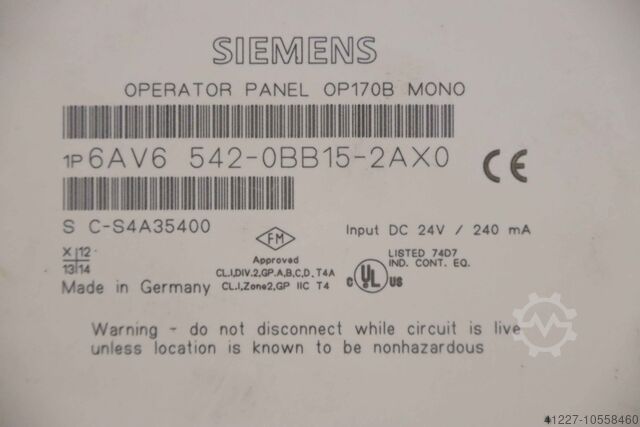 SIEMENS
OPERATOR PANEL OP170B MONO
1P 6AV6 542-0BB15-2AX0
CE
S C-S4A35400
Input DC 24V / 240 mA
X 12
13 14
FM
Approved
CL.I,DIV.2,GP.A,B,C,D, T4A
CL.I,Zone2,GP IIC T4
C UL US
LISTED 74D7
IND. CONT. EQ.
Made in Germany
Warning - do not disconnect while circuit is live
unless location is known to be nonhazardous
41227-10558460